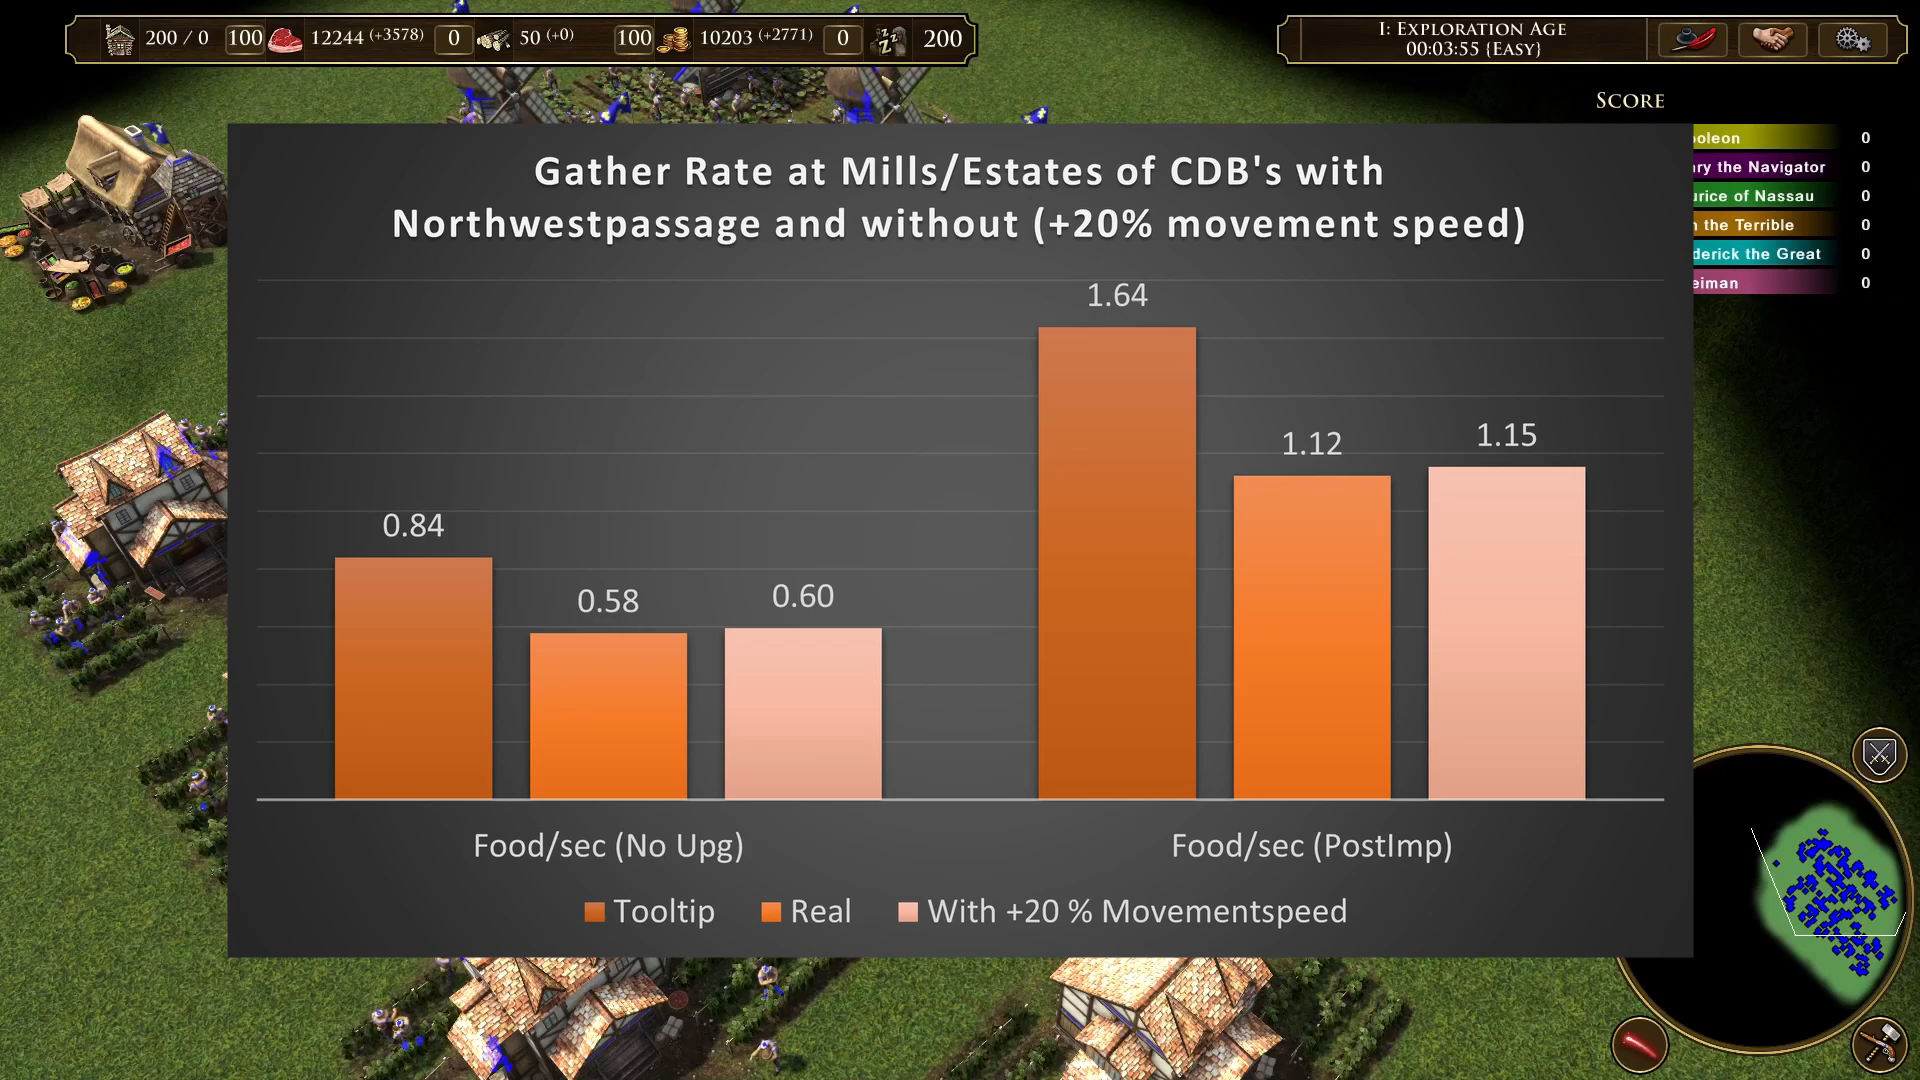 200 / 0 100 12244 (+3578) 0 50 (+0) 100 10203 (+2771) 0 200
I: Exploration Age
00:03:55 {Easy}
Score
0
ry the Navigator 0
rice of Nassau 0
the Terrible 0
derick the Great 0
0
Gather Rate at Mills/Estates of CDB's with
Northwestpassage and without (+20% movement speed)
1.64
1.12
1.15
0.84
0.58
0.60
Food/sec (No Upg)
Food/sec (PostImp)
Tooltip Real With +20 % Movementspeed